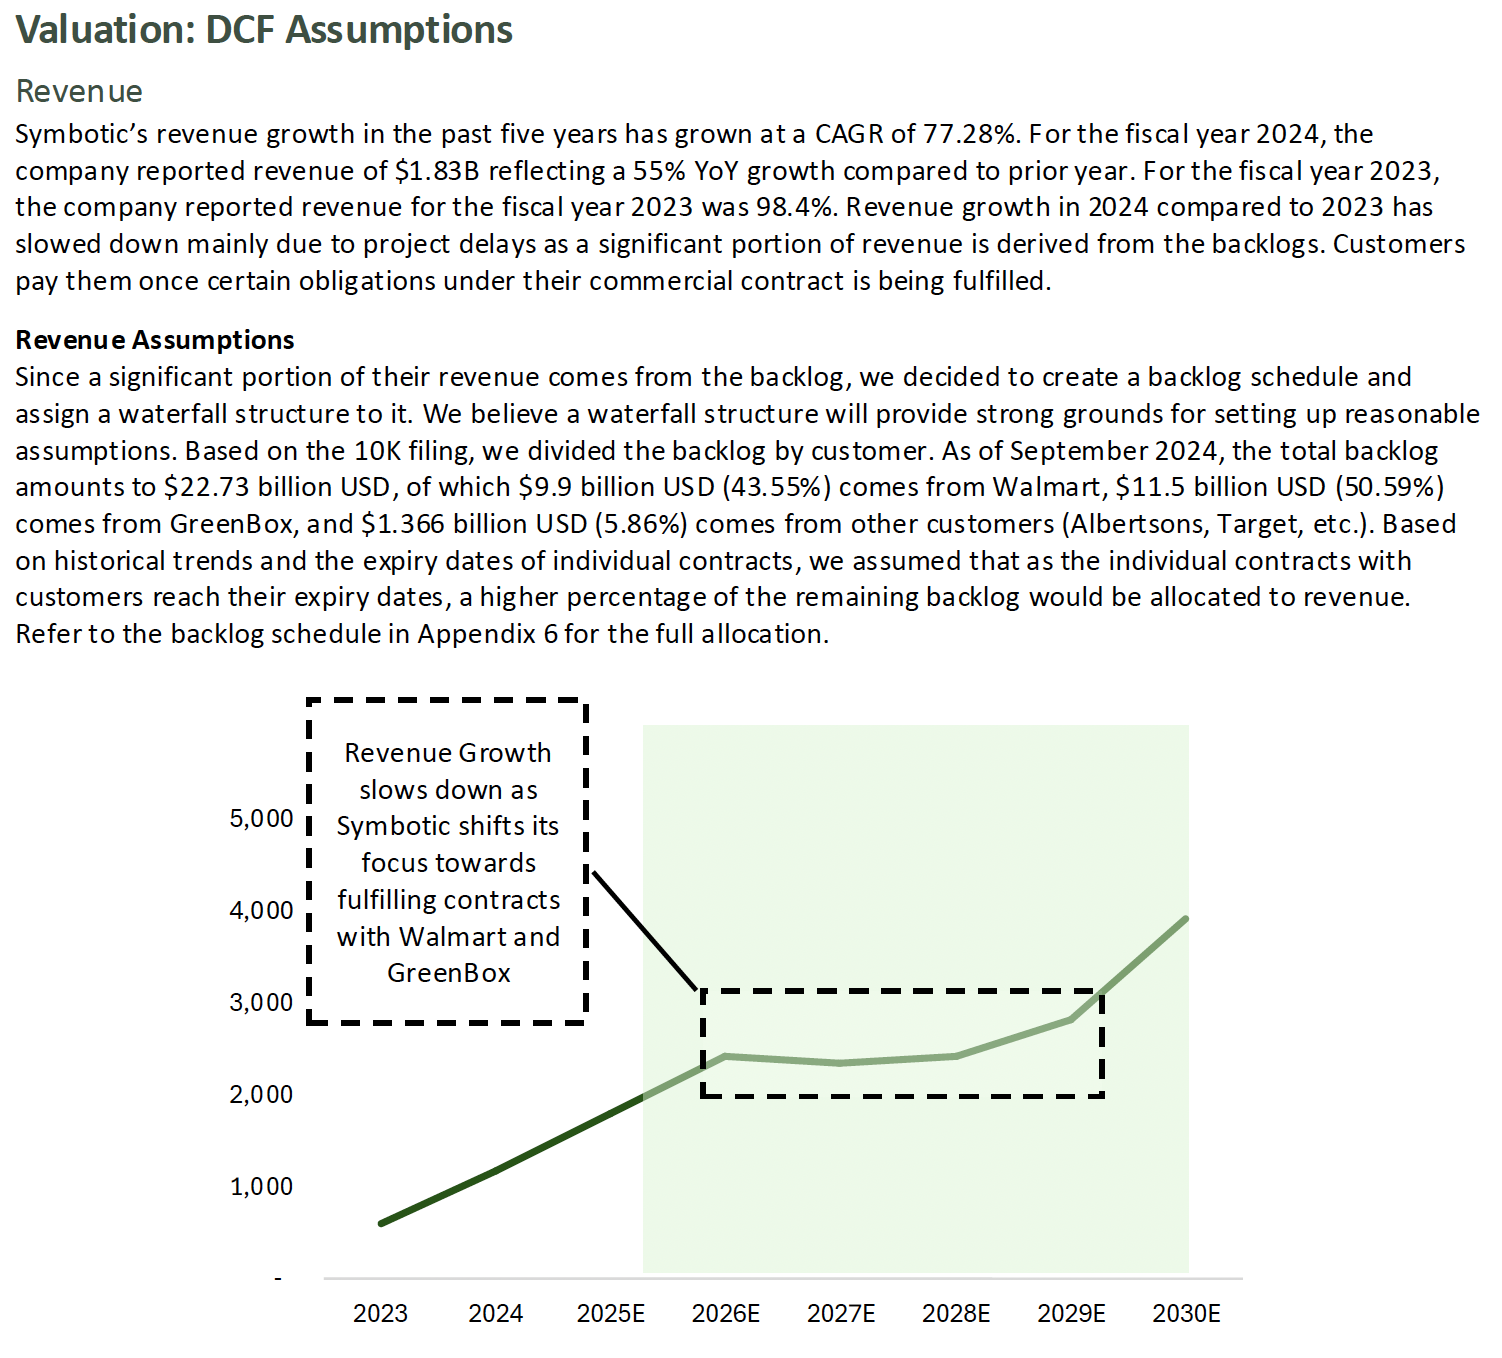 Valuation: DCF Assumptions
Revenue
Symbotic’s revenue growth in the past five years has grown at a CAGR of 77.28%. For the fiscal year 2024, the
company reported revenue of $1.83B reflecting a 55% YoY growth compared to prior year. For the fiscal year 2023,
the company reported revenue for the fiscal year 2023 was 98.4%. Revenue growth in 2024 compared to 2023 has
slowed down mainly due to project delays as a significant portion of revenue is derived from the backlogs. Customers
pay them once certain obligations under their commercial contract is being fulfilled.
Revenue Assumptions
Since a significant portion of their revenue comes from the backlog, we decided to create a backlog schedule and
assign a waterfall structure to it. We believe a waterfall structure will provide strong grounds for setting up reasonable
assumptions. Based on the 10K filing, we divided the backlog by customer. As of September 2024, the total backlog
amounts to $22.73 billion USD, of which $9.9 billion USD (43.55%) comes from Walmart, $11.5 billion USD (50.59%)
comes from GreenBox, and $1.366 billion USD (5.86%) comes from other customers (Albertsons, Target, etc.). Based
on historical trends and the expiry dates of individual contracts, we assumed that as the individual contracts with
customers reach their expiry dates, a higher percentage of the remaining backlog would be allocated to revenue.
Refer to the backlog schedule in Appendix 6 for the full allocation.
Revenue Growth
slows down as
Symbotic shifts its
focus towards
fulfilling contracts
with Walmart and
GreenBox
5,000
4,000
3,000
2,000
1,000
-
2023 2024 2025E 2026E 2027E 2028E 2029E 2030E